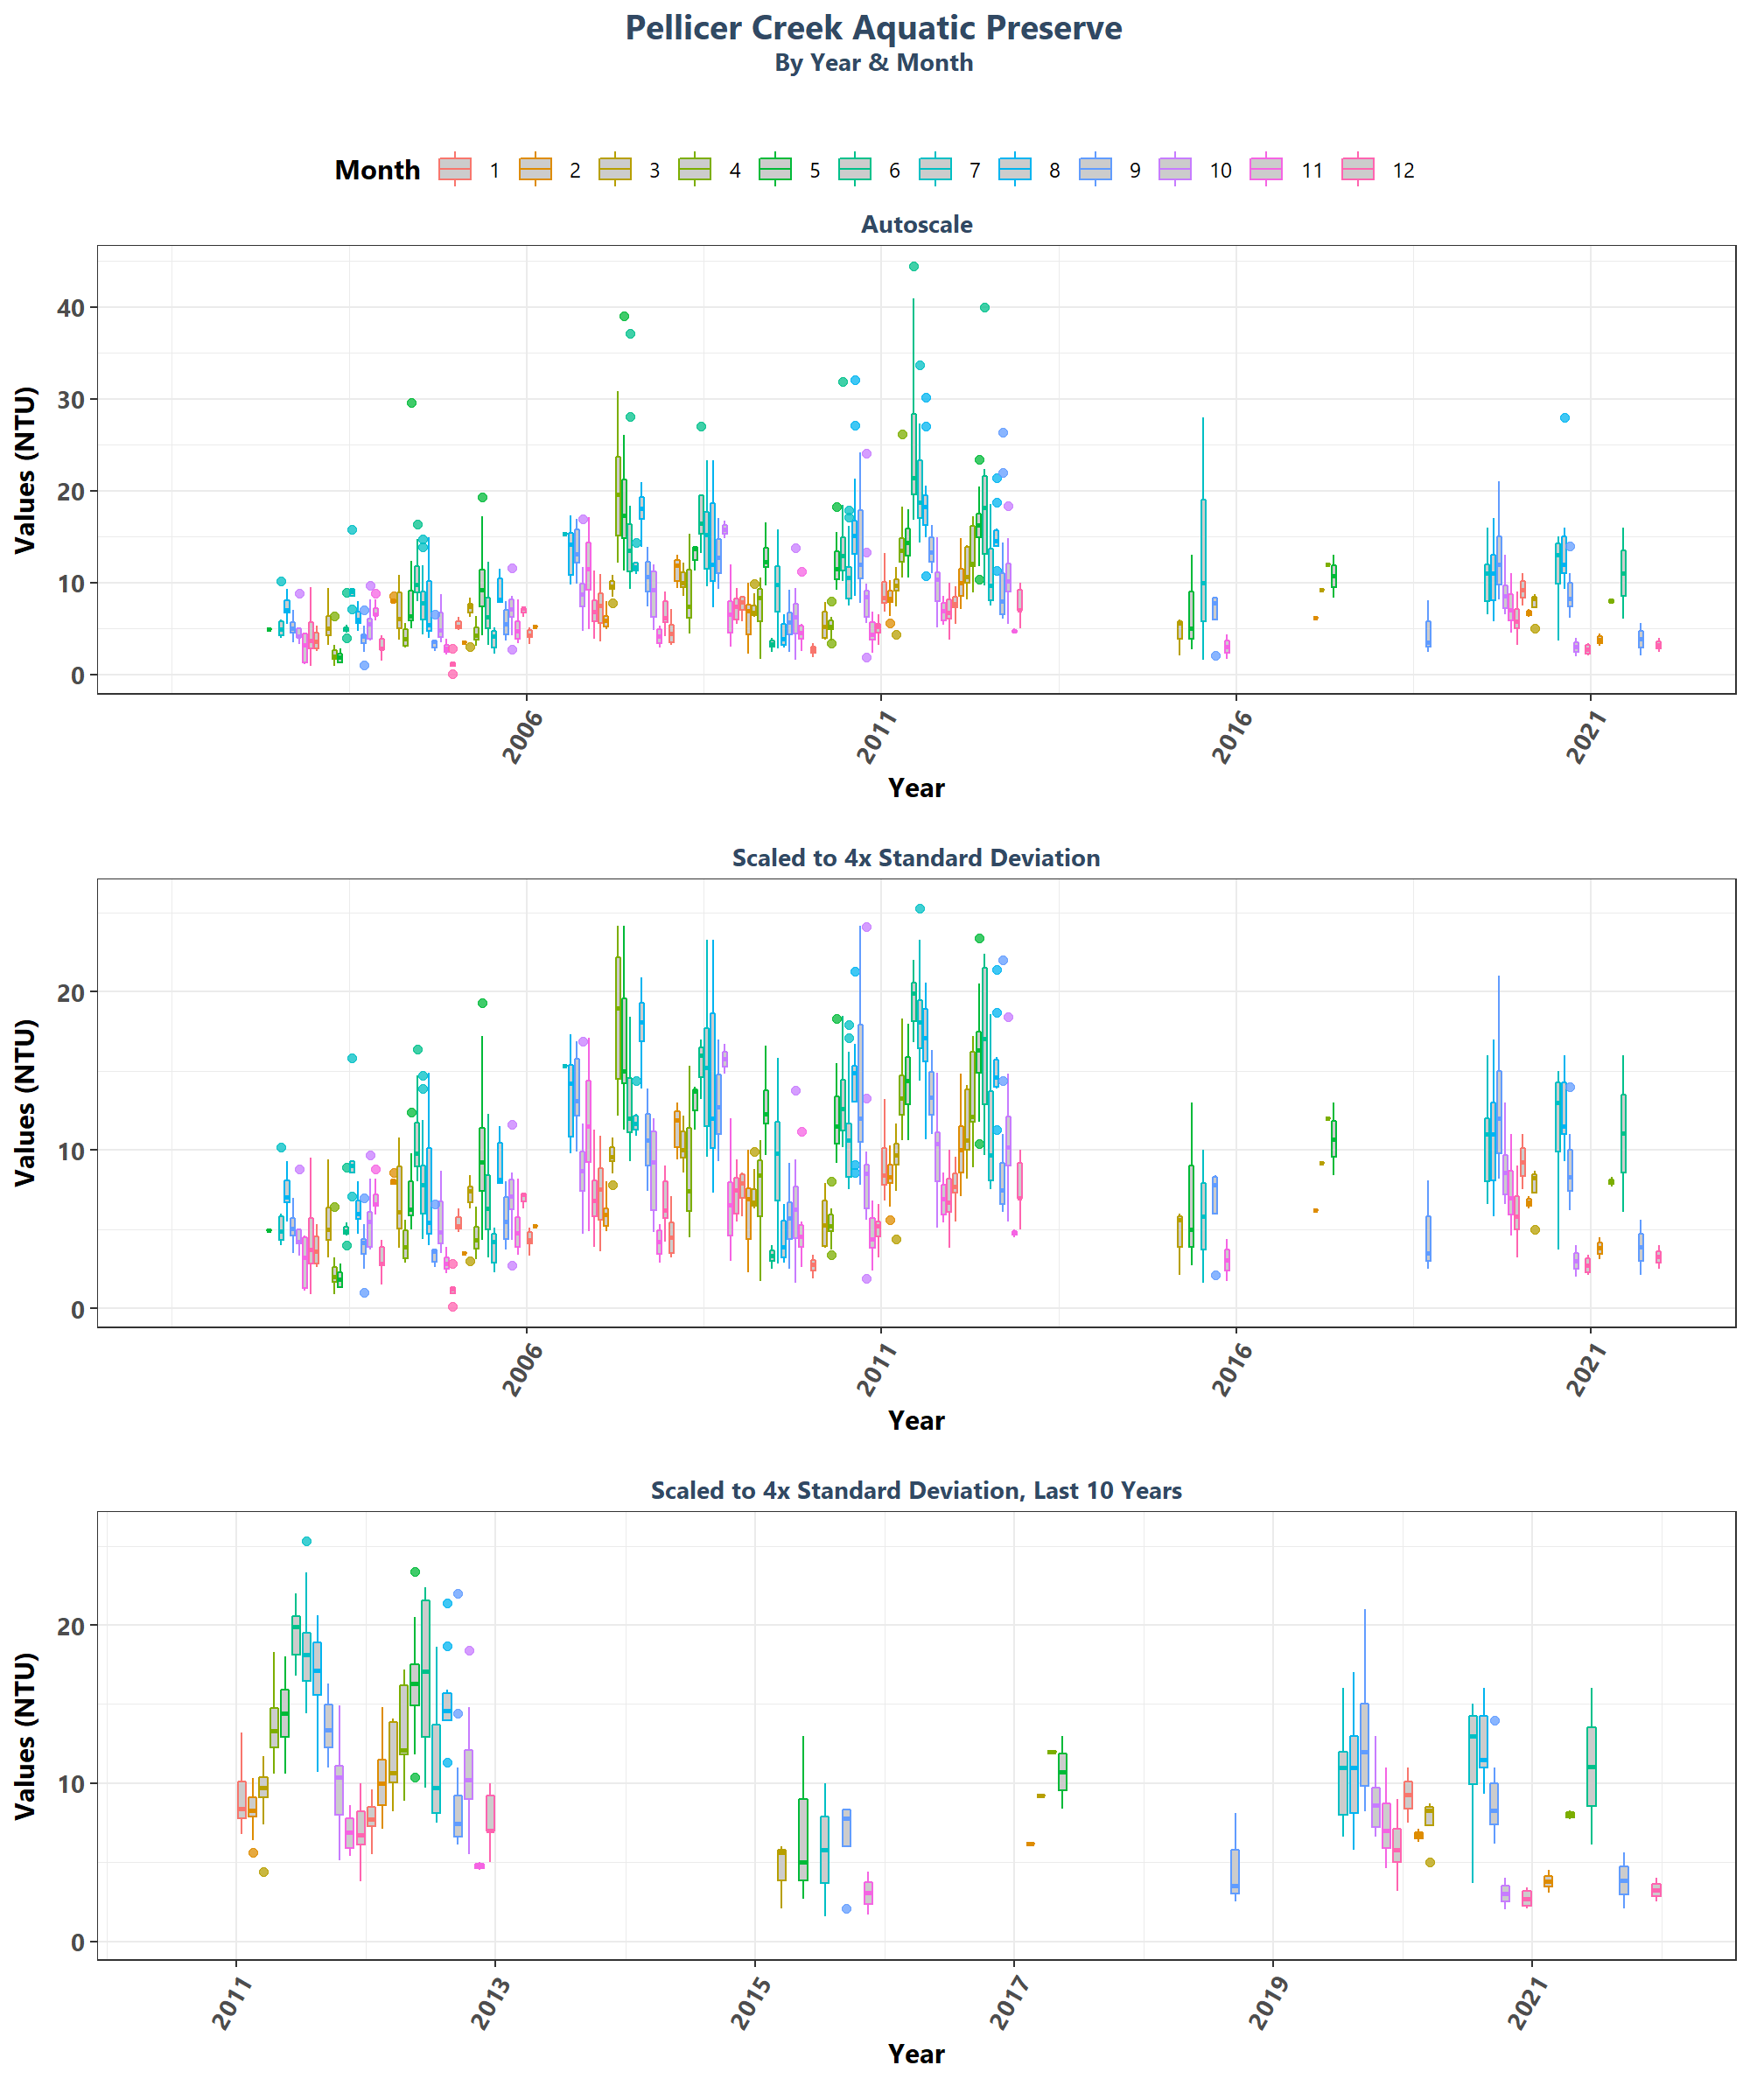 Pellicer Creek Aquatic Preserve
By Year & Month
Month 1 2 3 4 5 6 7 8 9 10 11 12
Autoscale
Values (NTU)
40
30
20
10
0
2006 2011 2016 2021
Year
Scaled to 4x Standard Deviation
Values (NTU)
20
10
0
2006 2011 2016 2021
Year
Scaled to 4x Standard Deviation, Last 10 Years
Values (NTU)
20
10
0
2011 2013 2015 2017 2019 2021
Year